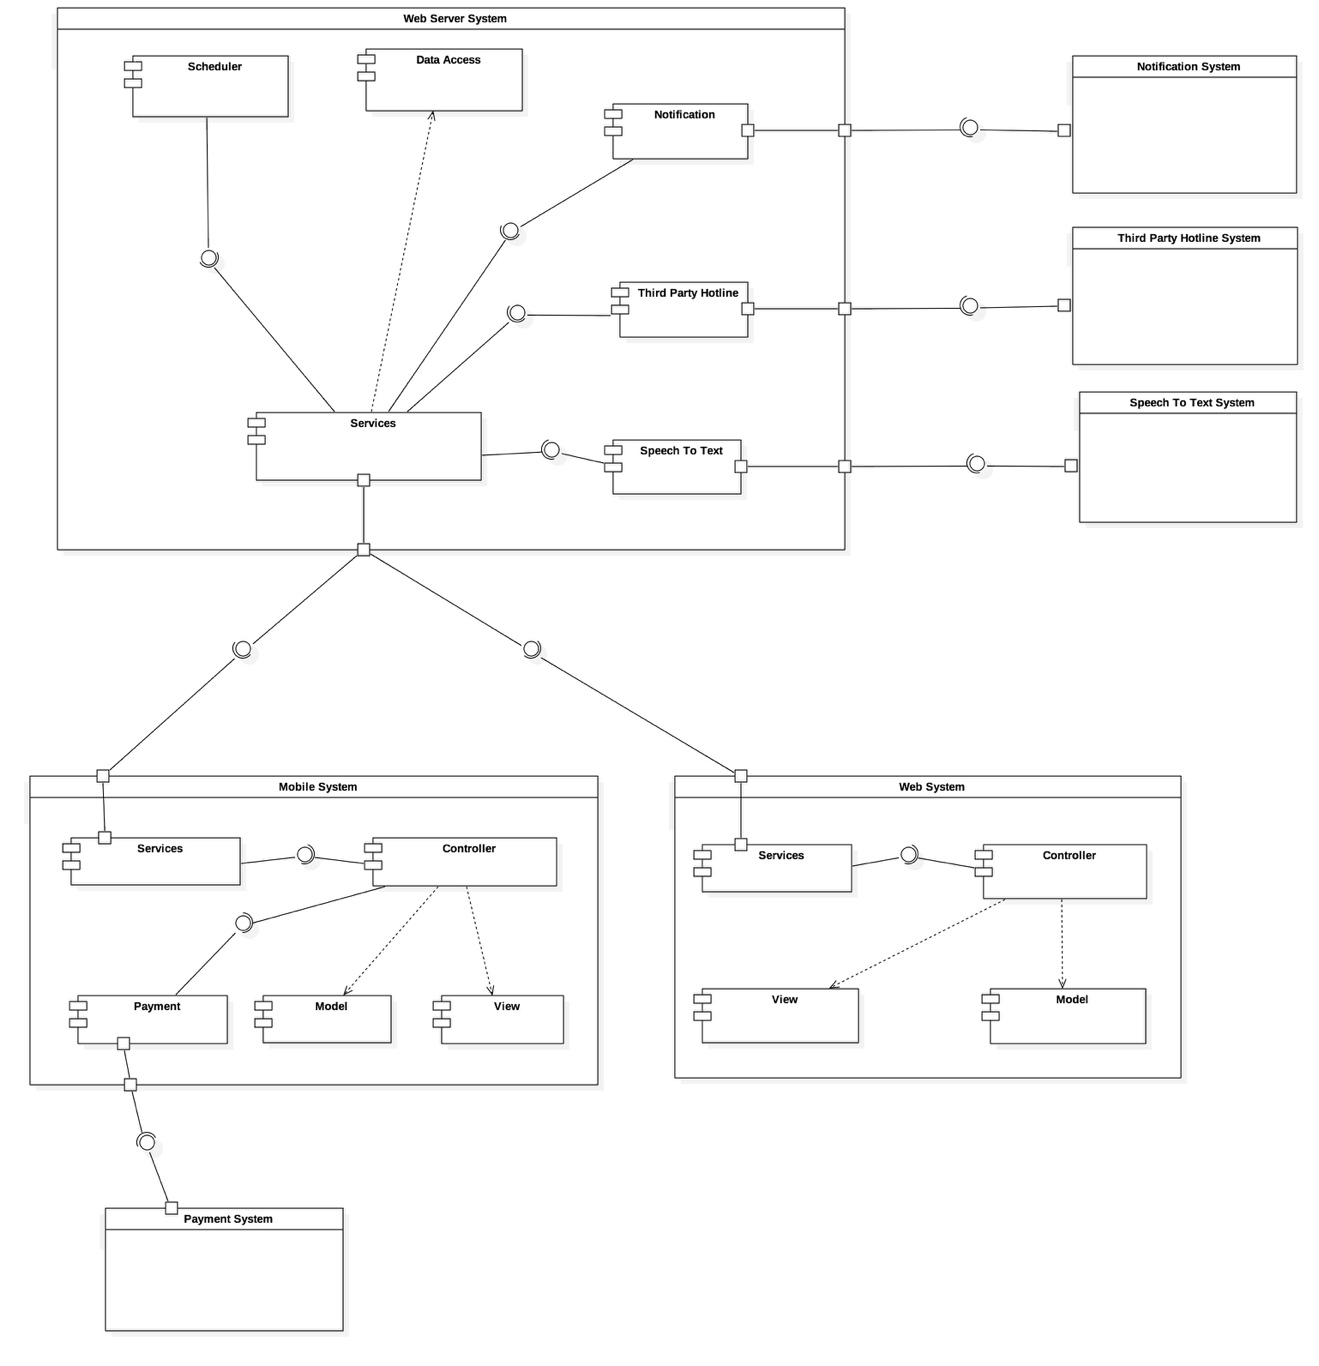 Web Server System
Scheduler
Data Access
Notification
Notification System
Third Party Hotline System
Third Party Hotline
Services
Speech To Text
Speech To Text System
Mobile System
Services
Controller
Payment
Model
View
Web System
Services
Controller
View
Model
Payment System